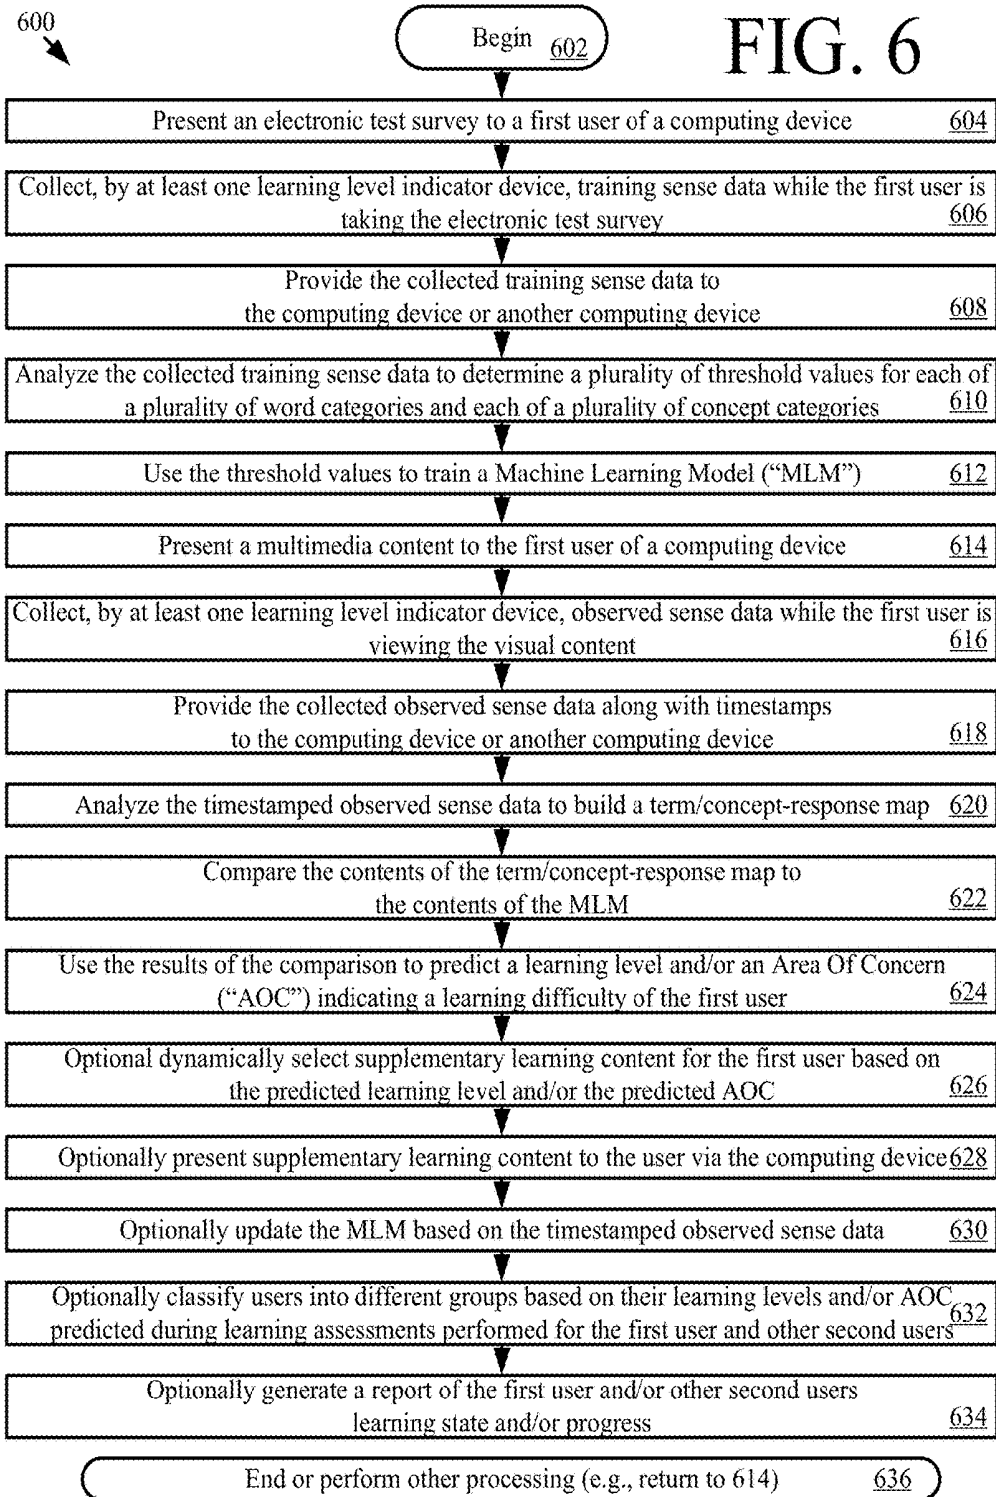 600
FIG. 6
Begin 602
Present an electronic test survey to a first user of a computing device 604
Collect, by at least one learning level indicator device, training sense data while the first user is
taking the electronic test survey 606
Provide the collected training sense data to
the computing device or another computing device 608
Analyze the collected training sense data to determine a plurality of threshold values for each of
a plurality of word categories and each of a plurality of concept categories 610
Use the threshold values to train a Machine Learning Model (“MLM”) 612
Present a multimedia content to the first user of a computing device 614
Collect, by at least one learning level indicator device, observed sense data while the first user is
viewing the visual content 616
Provide the collected observed sense data along with timestamps
to the computing device or another computing device 618
Analyze the timestamped observed sense data to build a term/concept-response map 620
Compare the contents of the term/concept-response map to
the contents of the MLM 622
Use the results of the comparison to predict a learning level and/or an Area Of Concern
(“AOC”) indicating a learning difficulty of the first user 624
Optional dynamically select supplementary learning content for the first user based on
the predicted learning level and/or the predicted AOC 626
Optionally present supplementary learning content to the user via the computing device 628
Optionally update the MLM based on the timestamped observed sense data 630
Optionally classify users into different groups based on their learning levels and/or AOC
predicted during learning assessments performed for the first user and other second users 632
Optionally generate a report of the first user and/or other second users
learning state and/or progress 634
End or perform other processing (e.g., return to 614) 636